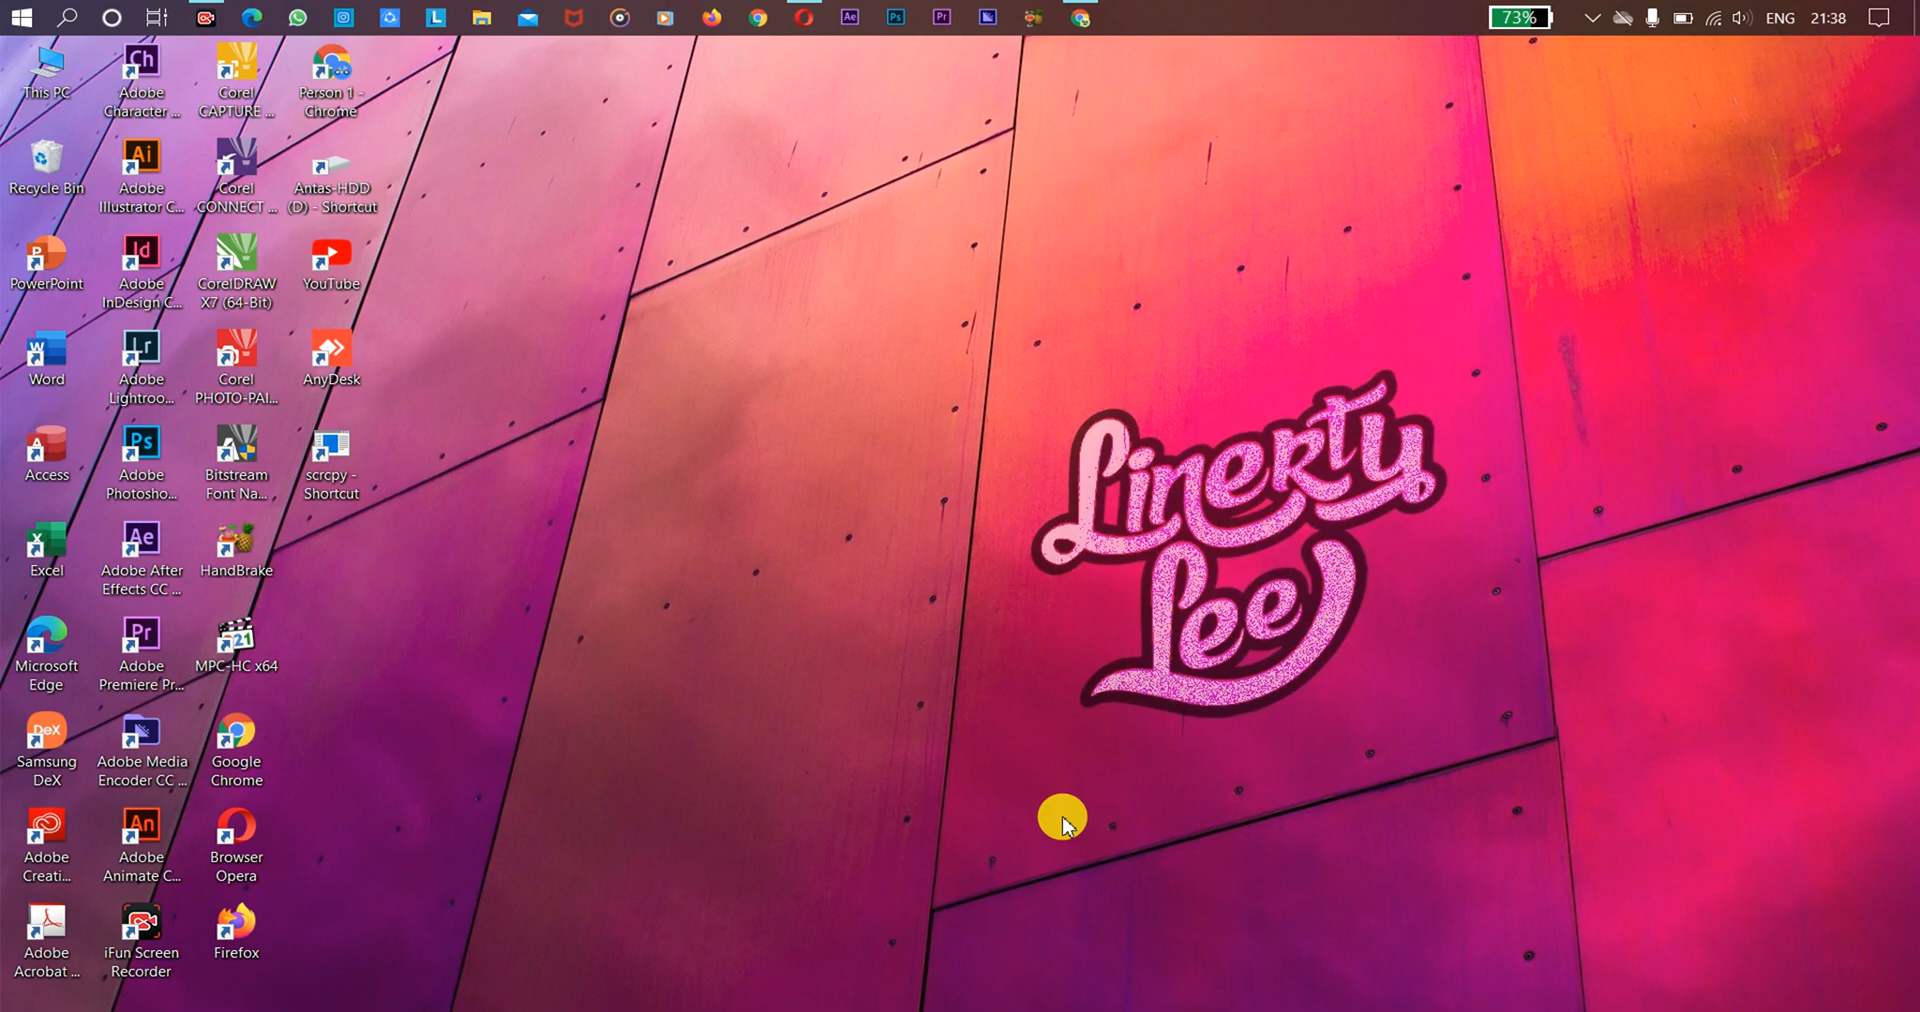 73%
ENG
21:38
This PC
Recycle Bin
PowerPoint
Word
Access
Excel
Microsoft
Edge
Samsung
DeX
Adobe
Creati...
Adobe
Acrobat ...
Adobe
Character ...
Adobe
Illustrator C...
Adobe
InDesign C...
Adobe
Lightroo...
Adobe
Photosho...
Adobe After
Effects CC ...
Adobe
Premiere Pr...
Adobe Media
Encoder CC ...
Adobe
Animate C...
iFun Screen
Recorder
Corel
CAPTURE ...
Corel
CONNECT ...
CorelDRAW
X7 (64-Bit)
Corel
PHOTO-PAI...
Bitstream
Font Na...
HandBrake
MPC-HC x64
Google
Chrome
Browser
Opera
Firefox
Person 1 -
Chrome
Antas-HDD
(D) - Shortcut
YouTube
AnyDesk
scrcpy -
Shortcut
Linerty
Lee